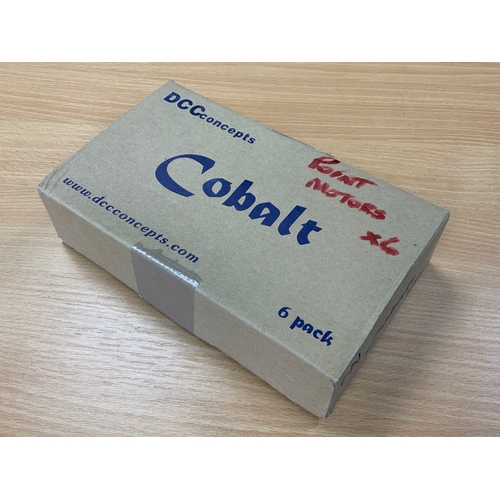 DCCconcepts
Cobalt
POINT
MOTORS
x6
www.dccconcepts.com
6 pack